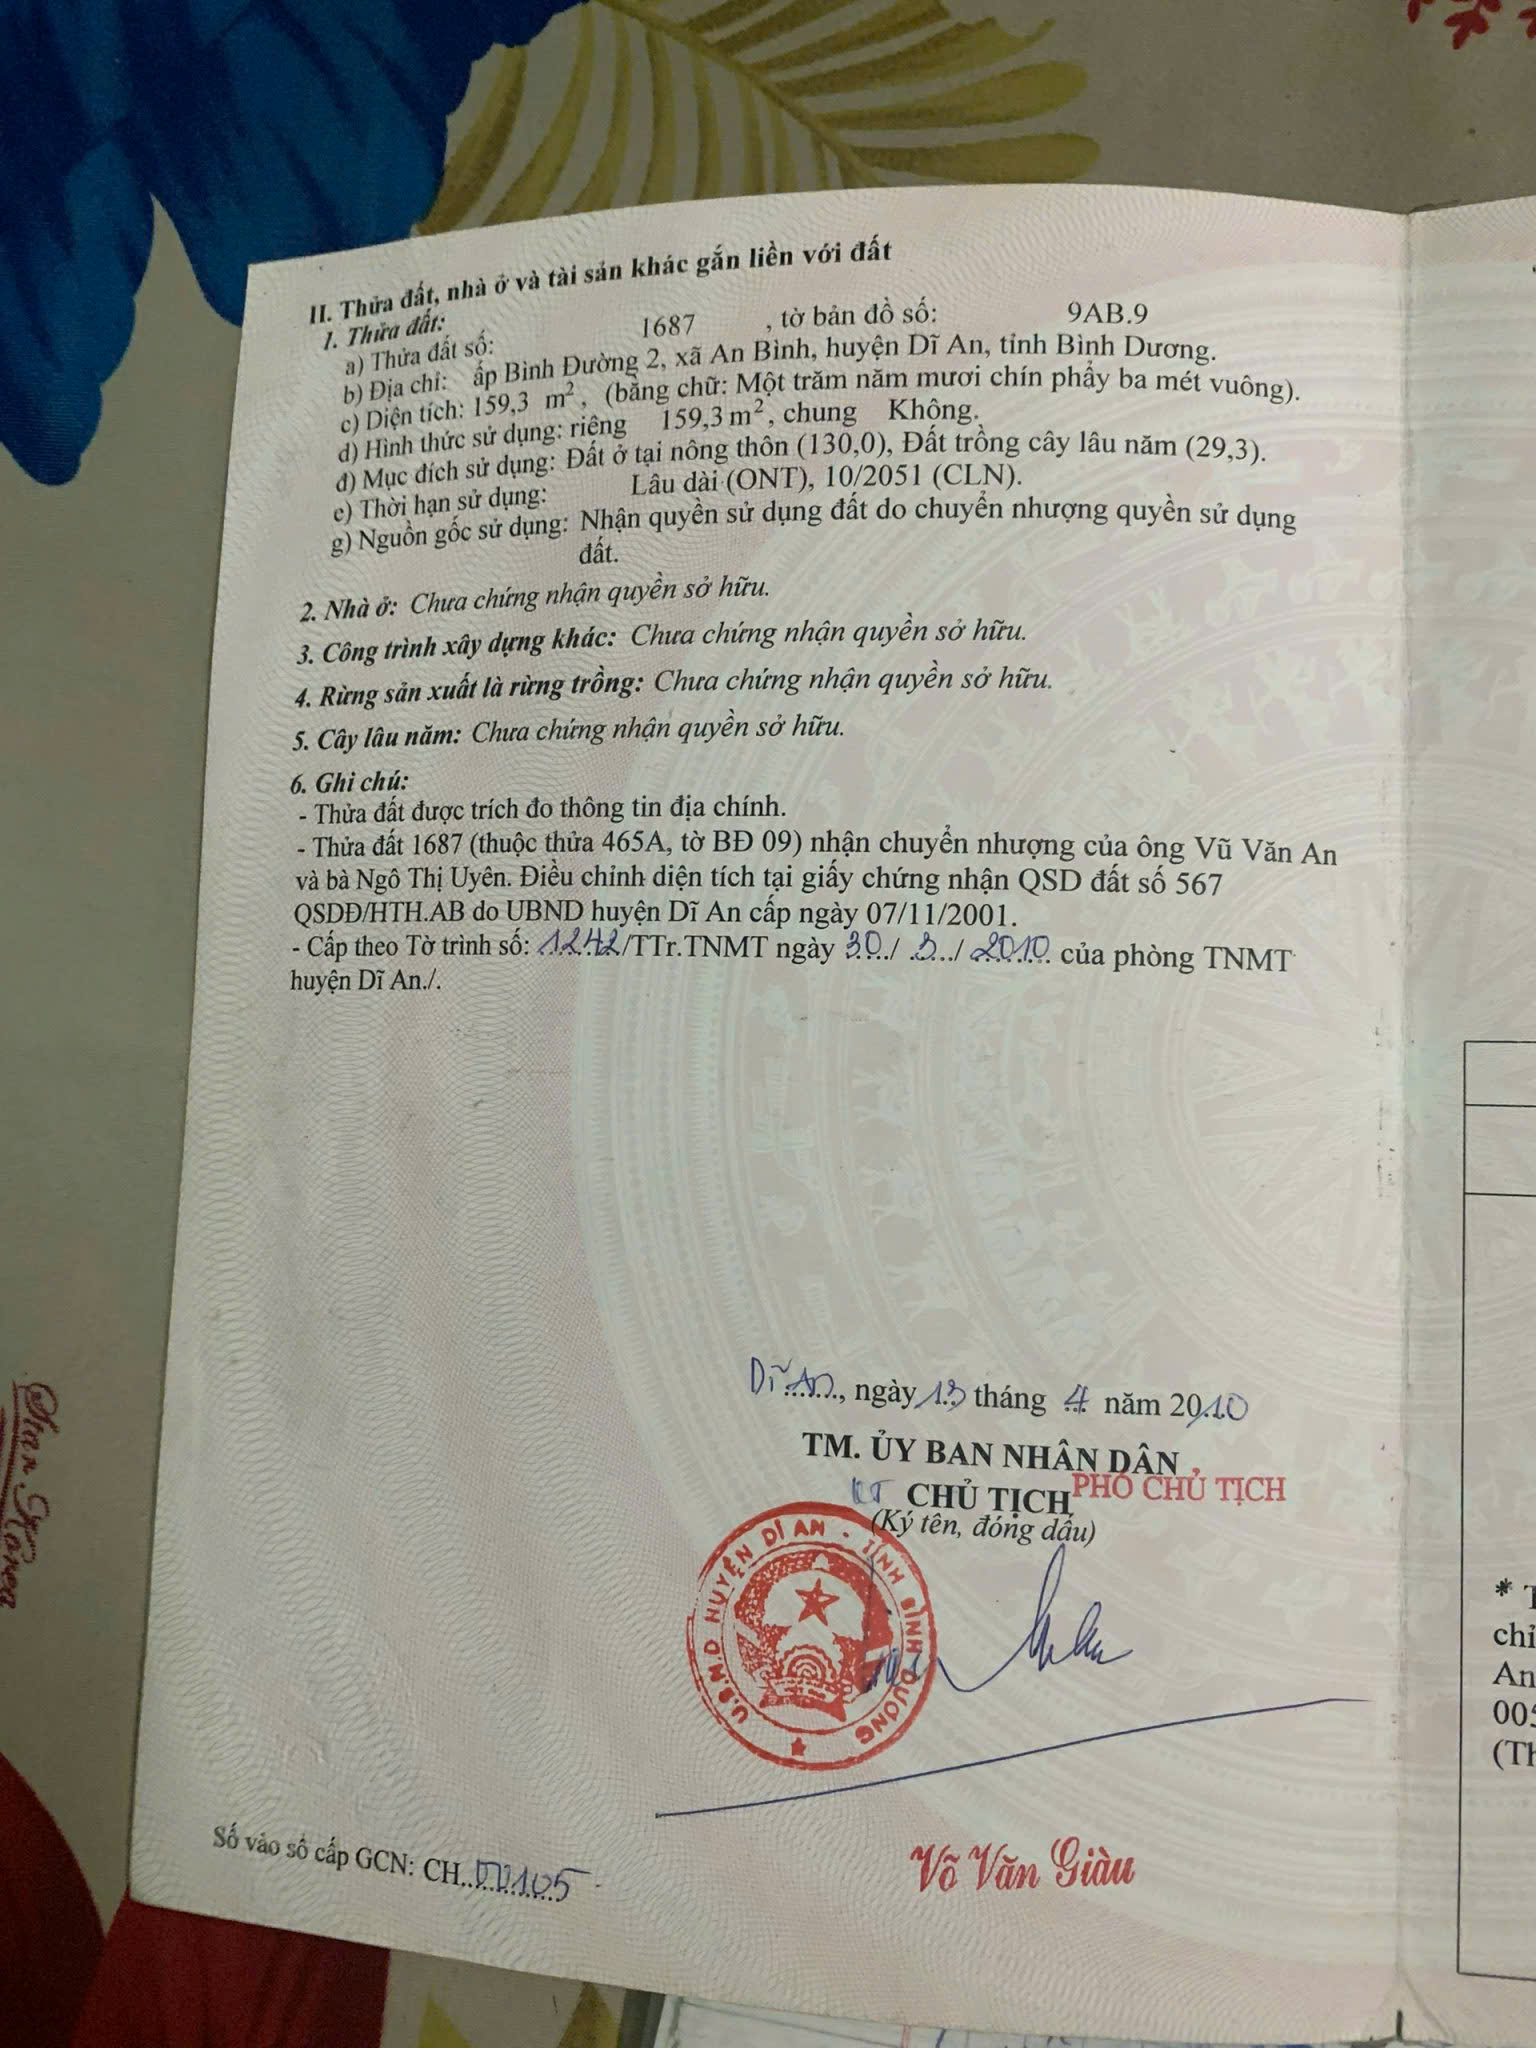 II. Thửa đất, nhà ở và tài sản khác gắn liền với đất
1. Thửa đất:
a) Thửa đất số: 1687 , tờ bản đồ số: 9AB.9
b) Địa chỉ: ấp Bình Đường 2, xã An Bình, huyện Dĩ An, tỉnh Bình Dương.
c) Diện tích: 159,3 m², (bằng chữ: Một trăm năm mươi chín phẩy ba mét vuông).
d) Hình thức sử dụng: riêng 159,3 m², chung Không.
đ) Mục đích sử dụng: Đất ở tại nông thôn (130,0), Đất trồng cây lâu năm (29,3).
e) Thời hạn sử dụng: Lâu dài (ONT), 10/2051 (CLN).
g) Nguồn gốc sử dụng: Nhận quyền sử dụng đất do chuyển nhượng quyền sử dụng
đất.
2. Nhà ở: Chưa chứng nhận quyền sở hữu.
3. Công trình xây dựng khác: Chưa chứng nhận quyền sở hữu.
4. Rừng sản xuất là rừng trồng: Chưa chứng nhận quyền sở hữu.
5. Cây lâu năm: Chưa chứng nhận quyền sở hữu.
6. Ghi chú:
- Thửa đất được trích đo thông tin địa chính.
- Thửa đất 1687 (thuộc thửa 465A, tờ BĐ 09) nhận chuyển nhượng của ông Vũ Văn An
và bà Ngô Thị Uyên. Điều chỉnh diện tích tại giấy chứng nhận QSD đất số 567
QSDĐ/HTH.AB do UBND huyện Dĩ An cấp ngày 07/11/2001.
- Cấp theo Tờ trình số: 1242/TTr.TNMT ngày 30/ 3 / 2010 của phòng TNMT
huyện Dĩ An./.
Dĩ An, ngày 13 tháng 4 năm 2010
TM. ỦY BAN NHÂN DÂN
KT CHỦ TỊCH PHÓ CHỦ TỊCH
(Ký tên, đóng dấu)
U.B.N.D HUYỆN DĨ AN - TỈNH BÌNH DƯƠNG
Võ Văn Giàu
Số vào sổ cấp GCN: CH 00105
* T
chỉ
An
005
(Th